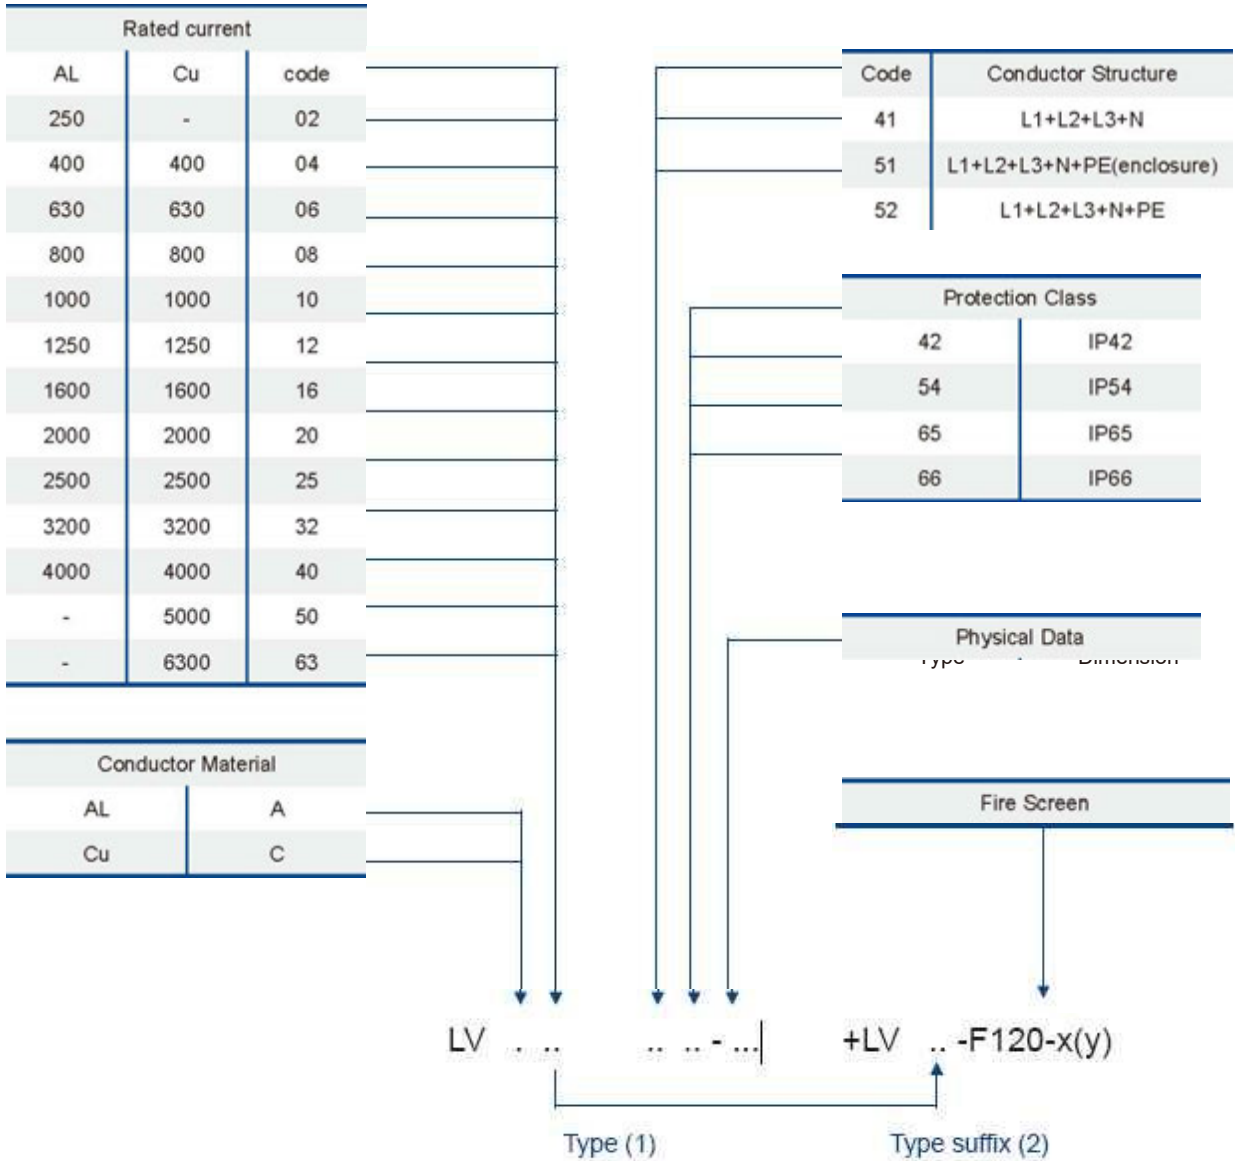 Rated current
AL Cu code
250 - 02
400 400 04
630 630 06
800 800 08
1000 1000 10
1250 1250 12
1600 1600 16
2000 2000 20
2500 2500 25
3200 3200 32
4000 4000 40
- 5000 50
- 6300 63
Conductor Material
AL A
Cu C
Code Conductor Structure
41 L1+L2+L3+N
51 L1+L2+L3+N+PE(enclosure)
52 L1+L2+L3+N+PE
Protection Class
42 IP42
54 IP54
65 IP65
66 IP66
Physical Data
Type Dimension
Fire Screen
LV . .. .. .. - ... +LV .. -F120-x(y)
Type (1) Type suffix (2)